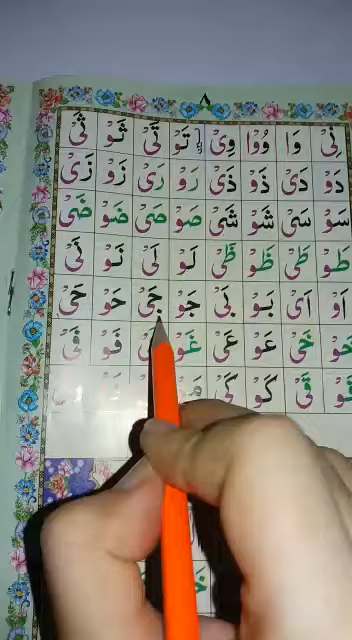 ٨
نِیْ وَا وُوْا وِیْ تَوْ تَیْ ثَوْ ثَیْ
دَوْ دَیْ ذَوْ ذَیْ رَوْ رَیْ زَوْ زَیْ
سَوْ سَیْ شَوْ شَیْ صَوْ صَیْ ضَوْ ضَیْ
طَوْ طَیْ ظَوْ ظَیْ لَوْ لَیْ نَوْ نَیْ
اَوْ اَیْ بَوْ بَیْ جَوْ جَیْ حَوْ حَیْ
خَوْ خَیْ عَوْ عَیْ غَوْ فَوْ فَیْ
قَوْ قَیْ كَوْ كَیْ